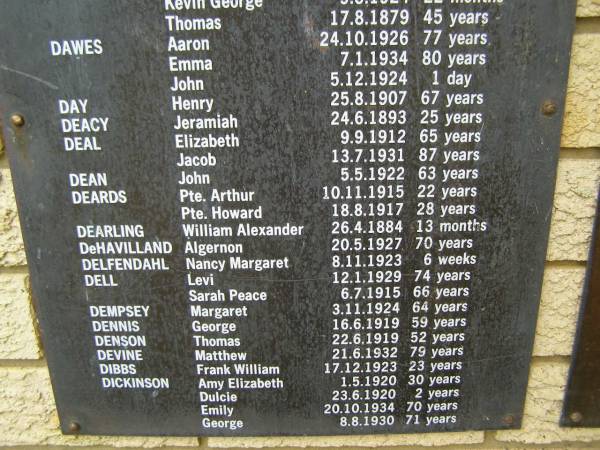 Kevin George
Thomas 17.8.1879 45 years
DAWES Aaron 24.10.1926 77 years
Emma 7.1.1934 80 years
John 5.12.1924 1 day
DAY Henry 25.8.1907 67 years
DEACY Jeramiah 24.6.1893 25 years
DEAL Elizabeth 9.9.1912 65 years
Jacob 13.7.1931 87 years
DEAN John 5.5.1922 63 years
DEARDS Pte. Arthur 10.11.1915 22 years
Pte. Howard 18.8.1917 28 years
DEARLING William Alexander 26.4.1884 13 months
DeHAVILLAND Algernon 20.5.1927 70 years
DELFENDAHL Nancy Margaret 8.11.1923 6 weeks
DELL Levi 12.1.1929 74 years
Sarah Peace 6.7.1915 66 years
DEMPSEY Margaret 3.11.1924 64 years
DENNIS George 16.6.1919 59 years
DENSON Thomas 22.6.1919 52 years
DEVINE Matthew 21.6.1932 79 years
DIBBS Frank William 17.12.1923 23 years
DICKINSON Amy Elizabeth 1.5.1920 30 years
Dulcie 23.6.1920 2 years
Emily 20.10.1934 70 years
George 8.8.1930 71 years